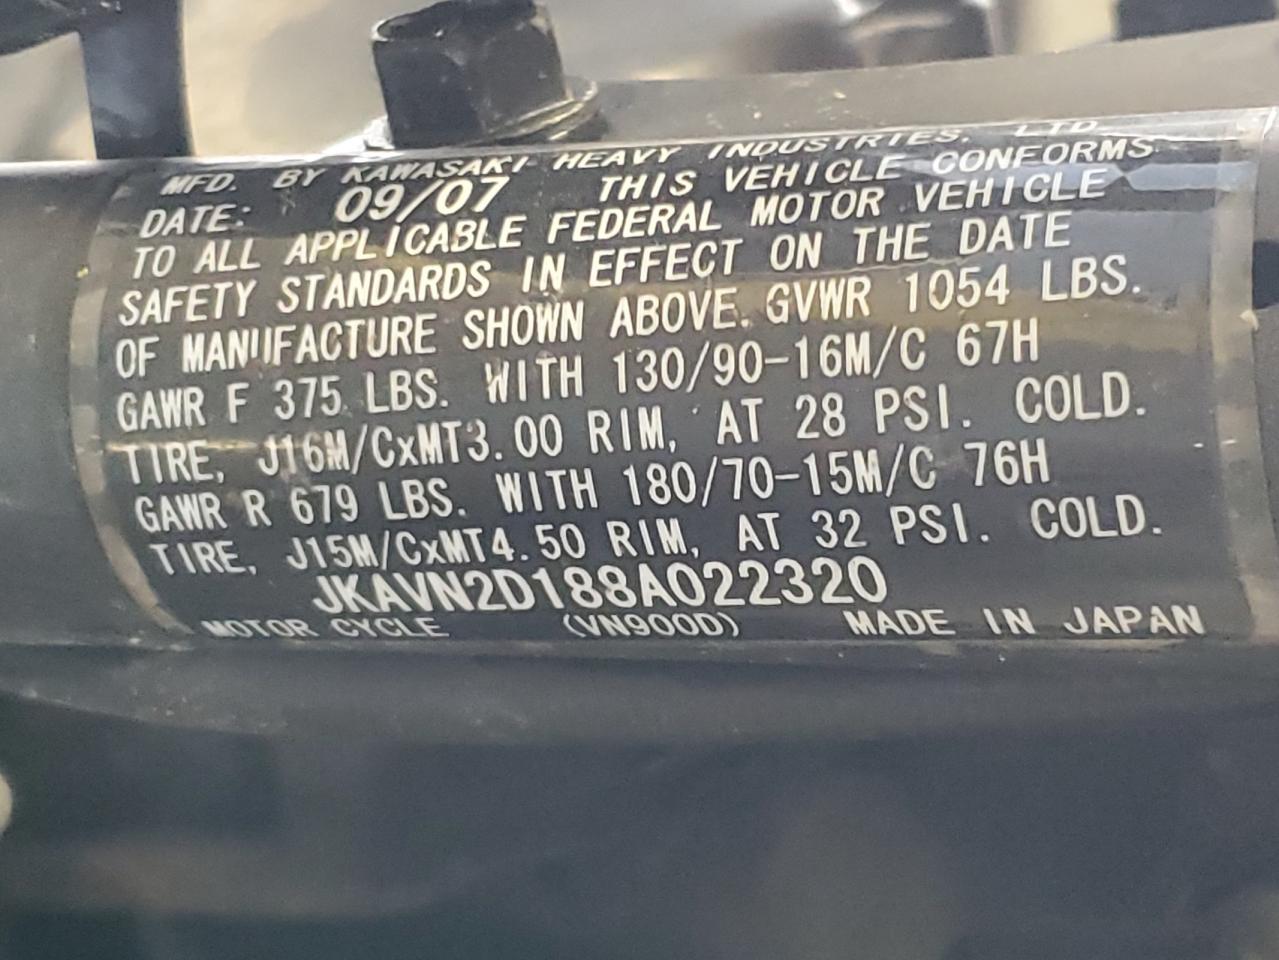 MFD. BY KAWASAKI HEAVY INDUSTRIES, LTD.
DATE: 09/07 THIS VEHICLE CONFORMS
TO ALL APPLICABLE FEDERAL MOTOR VEHICLE
SAFETY STANDARDS IN EFFECT ON THE DATE
OF MANUFACTURE SHOWN ABOVE. GVWR 1054 LBS.
GAWR F 375 LBS. WITH 130/90-16M/C 67H
TIRE, J16M/CxMT3.00 RIM, AT 28 PSI. COLD.
GAWR R 679 LBS. WITH 180/70-15M/C 76H
TIRE, J15M/CxMT4.50 RIM, AT 32 PSI. COLD.
JKAVN2D188A022320
MOTOR CYCLE (VN900D) MADE IN JAPAN